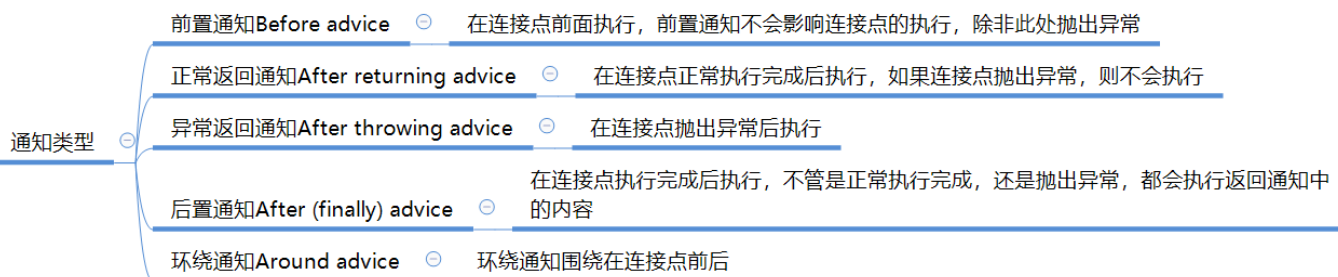 前置通知Before advice
在连接点前面执行，前置通知不会影响连接点的执行，除非此处抛出异常
正常返回通知After returning advice
在连接点正常执行完成后执行，如果连接点抛出异常，则不会执行
通知类型
异常返回通知After throwing advice
在连接点抛出异常后执行
后置通知After (finally) advice
在连接点执行完成后执行，不管是正常执行完成，还是抛出异常，都会执行返回通知中
的内容
环绕通知Around advice
环绕通知围绕在连接点前后